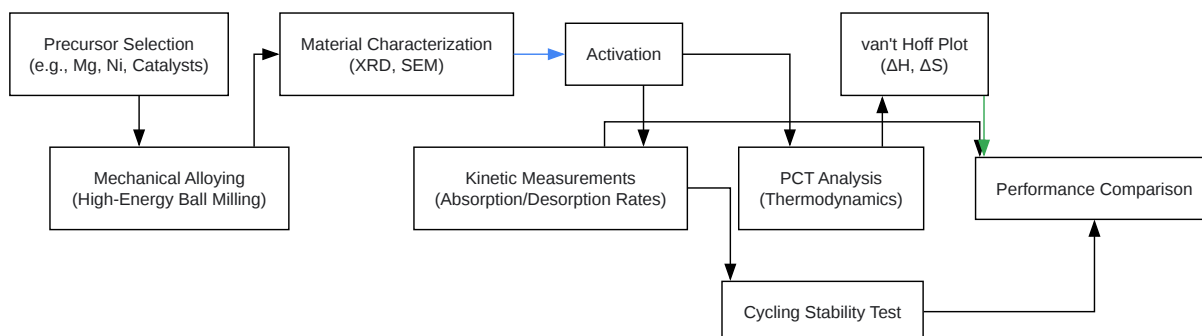 Precursor Selection
(e.g., Mg, Ni, Catalysts)
Material Characterization
(XRD, SEM)
Activation
van't Hoff Plot
(ΔH, ΔS)
Mechanical Alloying
(High-Energy Ball Milling)
Kinetic Measurements
(Absorption/Desorption Rates)
PCT Analysis
(Thermodynamics)
Performance Comparison
Cycling Stability Test